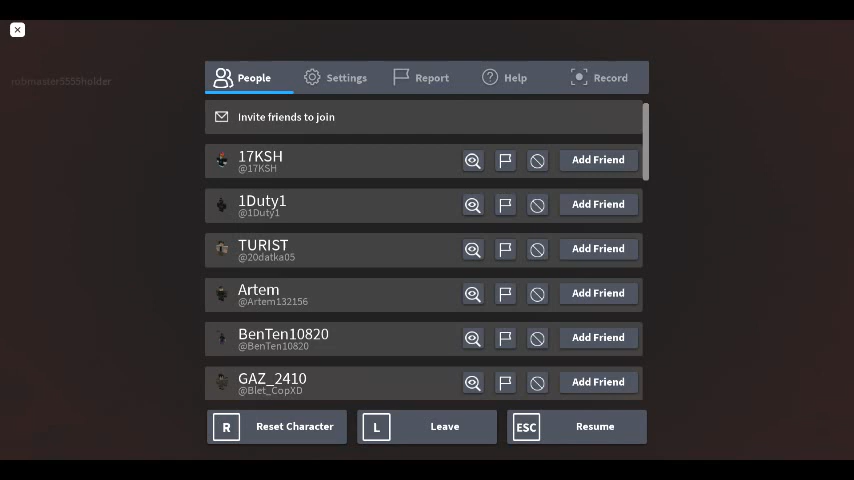 People
Settings
Report
Help
Record
robmaster5555holder
Invite friends to join
17KSH
@17KSH
Add Friend
1Duty1
@1Duty1
Add Friend
TURIST
@20datka05
Add Friend
Artem
@Artem132156
Add Friend
BenTen10820
@BenTen10820
Add Friend
GAZ_2410
@Blet_CopXD
Add Friend
R Reset Character
L Leave
ESC Resume